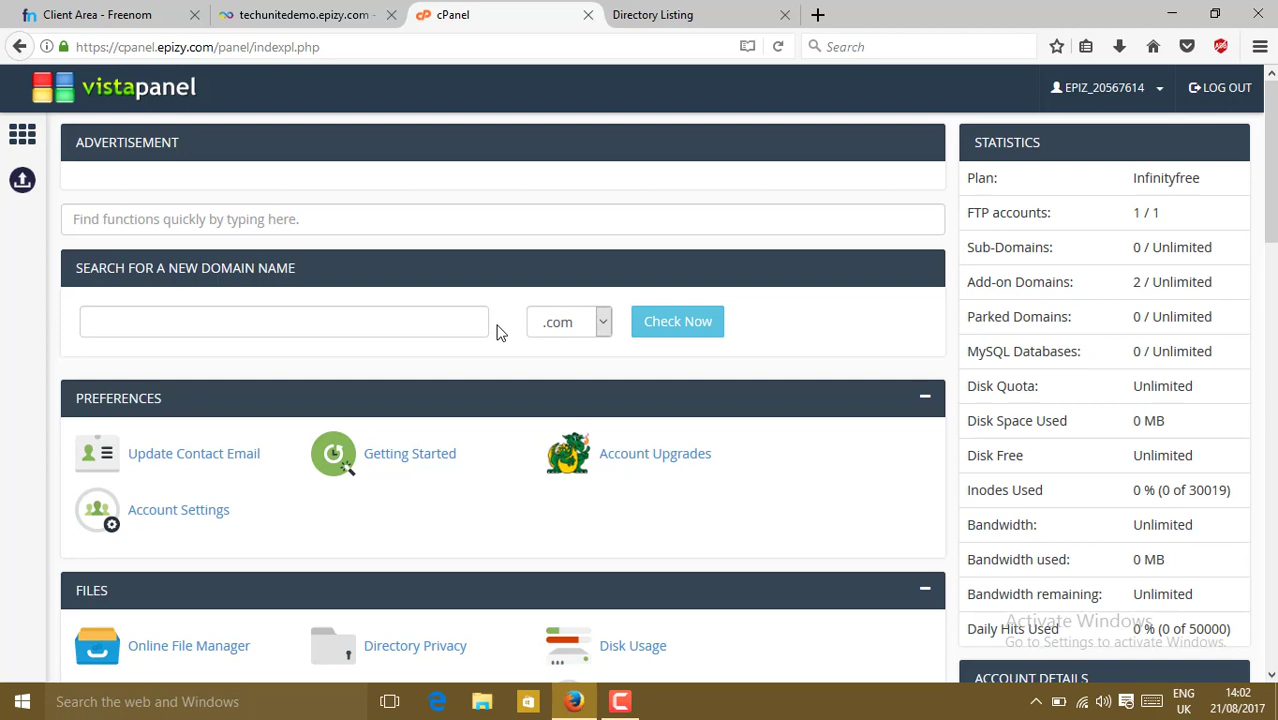 Client Area - Freenom
techunitedemo.epizy.com -
cPanel
Directory Listing
https://cpanel.epizy.com/panel/indexpl.php
Search
vistapanel
EPIZ_20567614
LOG OUT
ADVERTISEMENT
Find functions quickly by typing here.
SEARCH FOR A NEW DOMAIN NAME
.com
Check Now
PREFERENCES
Update Contact Email
Getting Started
Account Upgrades
Account Settings
FILES
Online File Manager
Directory Privacy
Disk Usage
STATISTICS
Plan: Infinityfree
FTP accounts: 1 / 1
Sub-Domains: 0 / Unlimited
Add-on Domains: 2 / Unlimited
Parked Domains: 0 / Unlimited
MySQL Databases: 0 / Unlimited
Disk Quota: Unlimited
Disk Space Used 0 MB
Disk Free Unlimited
Inodes Used 0 % (0 of 30019)
Bandwidth: Unlimited
Bandwidth used: 0 MB
Bandwidth remaining: Unlimited
Daily Hits Used 0 % (0 of 50000)
Activate Windows
Go to Settings to activate Windows.
ACCOUNT DETAILS
Search the web and Windows
ENG
UK
14:02
21/08/2017